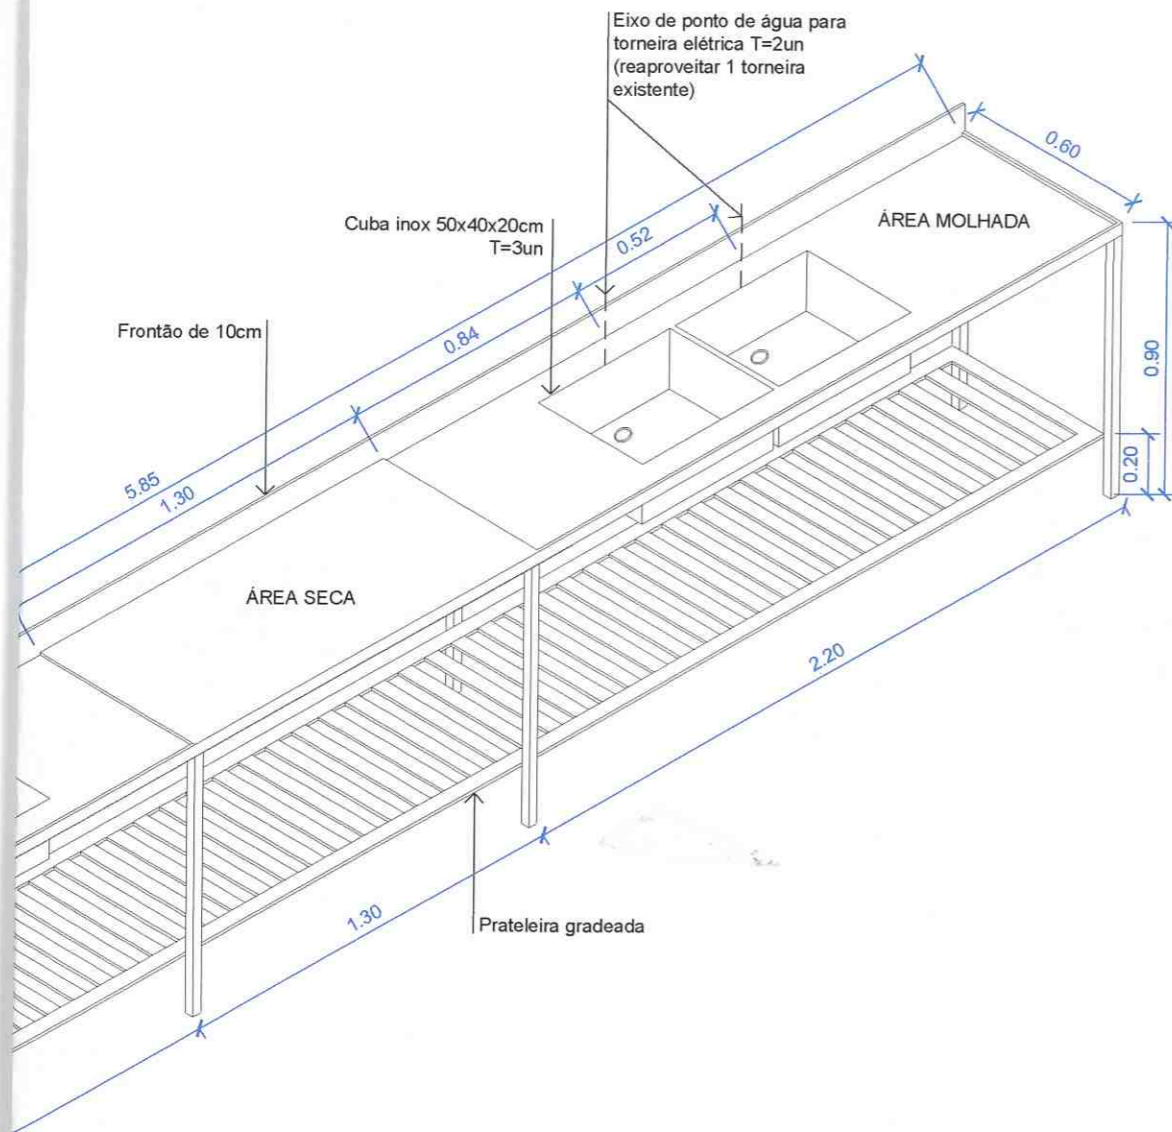 Eixo de ponto de água para
torneira elétrica T=2un
(reaproveitar 1 torneira
existente)
0.60
Cuba inox 50x40x20cm
T=3un
0.52
ÁREA MOLHADA
Frontão de 10cm
0.84
0.90
5.85
1.30
0.20
ÁREA SECA
2.20
1.30
Prateleira gradeada